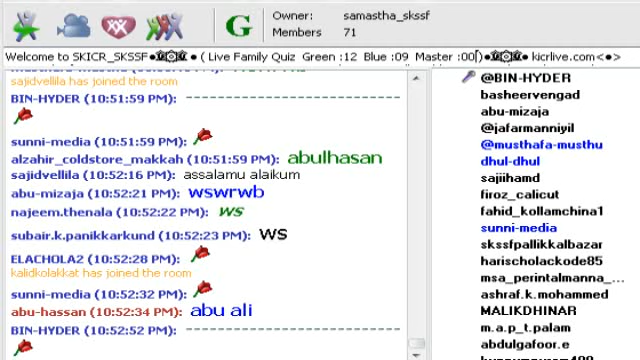 Owner: samastha_skssf
Members 71
G
Welcome to SKICR_SKSSF ( Live Family Quiz Green :12 Blue :09 Master :00 ) kicrlive.com<•>
sajidvellila has joined the room
BIN-HYDER (10:51:59 PM): --------------------------
sunni-media (10:51:59 PM):
alzahir_coldstore_makkah (10:51:59 PM): abulhasan
sajidvellila (10:52:16 PM): assalamu alaikum
abu-mizaja (10:52:21 PM): wswrwb
najeem.thenala (10:52:22 PM): ws
subair.k.panikkarkund (10:52:23 PM): ws
ELACHOLA2 (10:52:28 PM):
kalidkolakkat has joined the room
sunni-media (10:52:32 PM):
abu-hassan (10:52:34 PM): abu ali
BIN-HYDER (10:52:52 PM): --------------------------
@BIN-HYDER
basheervengad
abu-mizaja
@jafarmanniyil
@musthafa-musthu
dhul-dhul
sajiihamd
firoz_calicut
fahid_kollamchina1
sunni-media
skssfpallikkalbazar
harischolackode85
msa_perintalmanna_...
ashraf.k.mohammed
MALIKDHINAR
m.a.p_t.palam
abdulgafoor.e